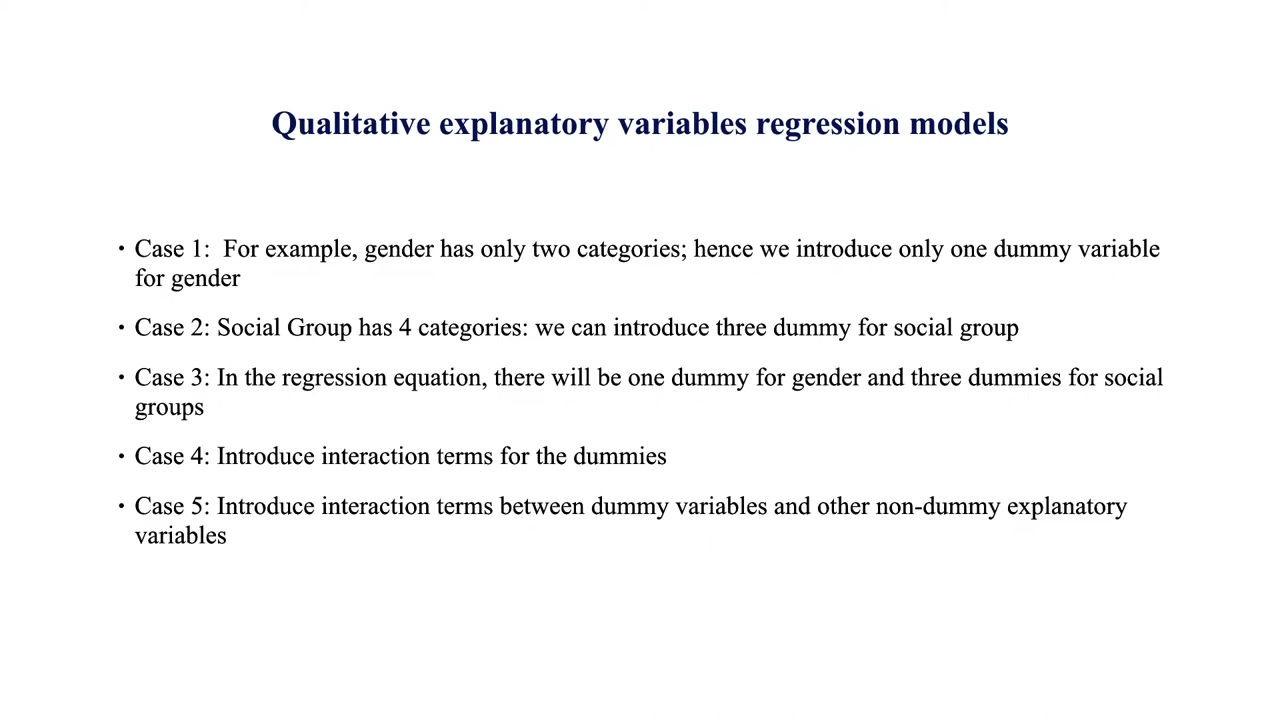 Qualitative explanatory variables regression models
• Case 1:  For example, gender has only two categories; hence we introduce only one dummy variable
for gender
• Case 2: Social Group has 4 categories: we can introduce three dummy for social group
• Case 3: In the regression equation, there will be one dummy for gender and three dummies for social
groups
• Case 4: Introduce interaction terms for the dummies
• Case 5: Introduce interaction terms between dummy variables and other non-dummy explanatory
variables